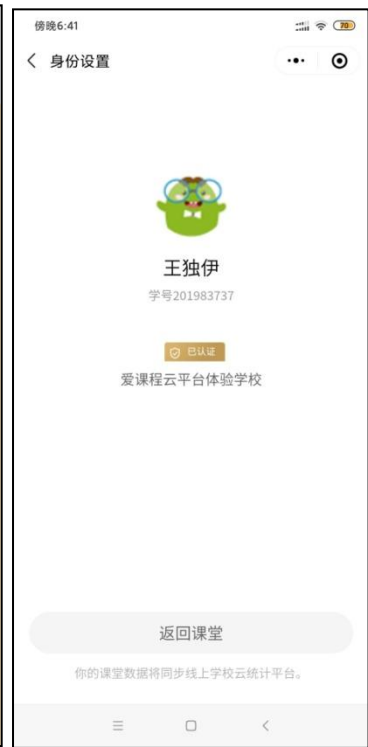 傍晚6:41
70
身份设置
王独伊
学号201983737
已认证
爱课程云平台体验学校
返回课堂
你的课堂数据将同步线上学校云统计平台。